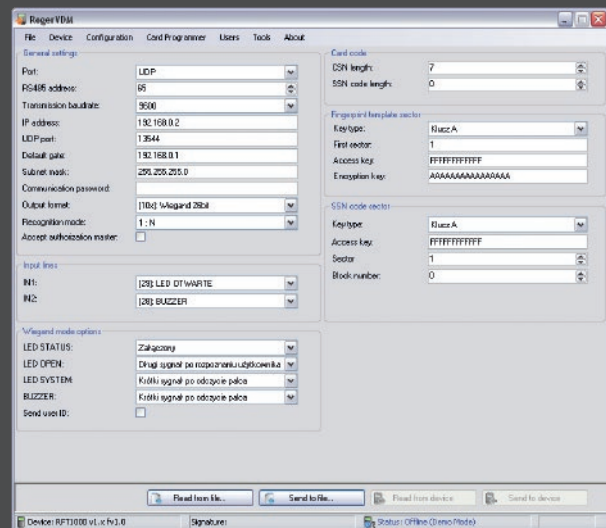 Roger VDM
File Device Configuration Card Programmer Users Tools About
General settings
Port: UDP
RS485 address: 65
Transmission baudrate: 9600
IP address: 192.168.0.2
UDP port: 13544
Default gate: 192.168.0.1
Subnet mask: 255.255.255.0
Communication password:
Output format: [10x]: Wiegand 26bit
Recognition mode: 1 : N
Accept authorization master:
Input lines
IN1: [29]: LED OTWARTE
IN2: [28]: BUZZER
Wiegand mode options
LED STATUS: Załączony
LED OPEN: Długi sygnał po rozpoznaniu użytkownika
LED SYSTEM: Krótki sygnał po odczycie palca
BUZZER: Krótki sygnał po odczycie palca
Send user ID:
Card code
CSN length: 7
SSN code length: 0
Fingerprint template sector
Key type: Klucz A
First sector: 1
Access key: FFFFFFFFFFFF
Encryption key: AAAAAAAAAAAAAAAA
SSN code sector
Key type: Klucz A
Access key: FFFFFFFFFFFF
Sector 1
Block number: 0
Read from file... Send to file... Read from device Send to device
Device: RFT1000 v1.x fv1.0 Signature: Status: Offline (Demo Mode)